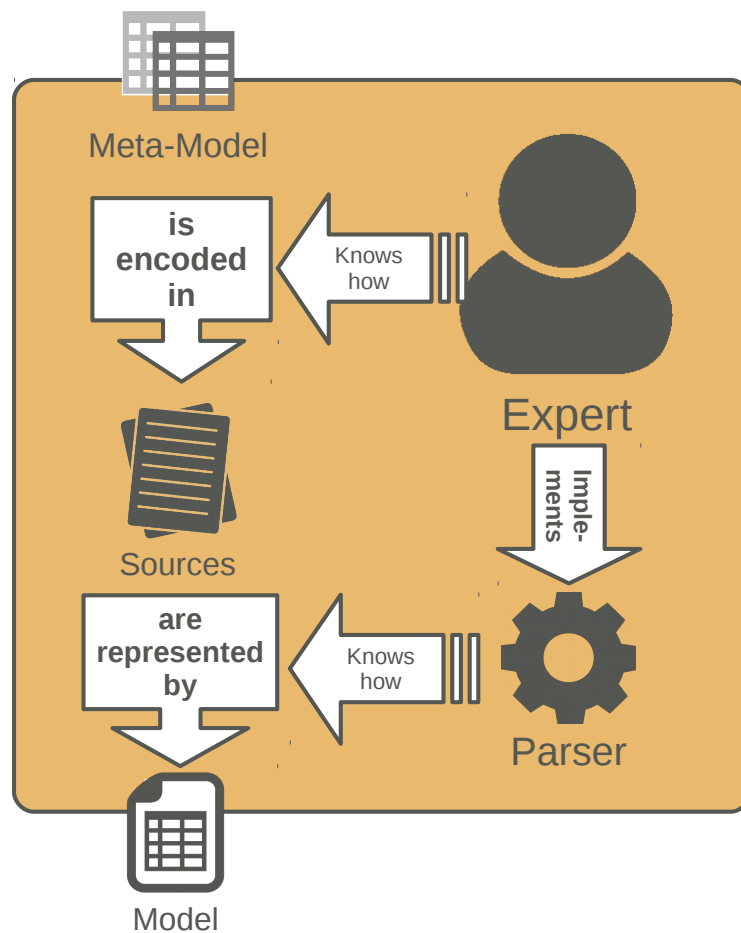 Meta-Model
is
encoded
in
Knows
how
Expert
Imple-
ments
Sources
are
represented
by
Knows
how
Parser
Model